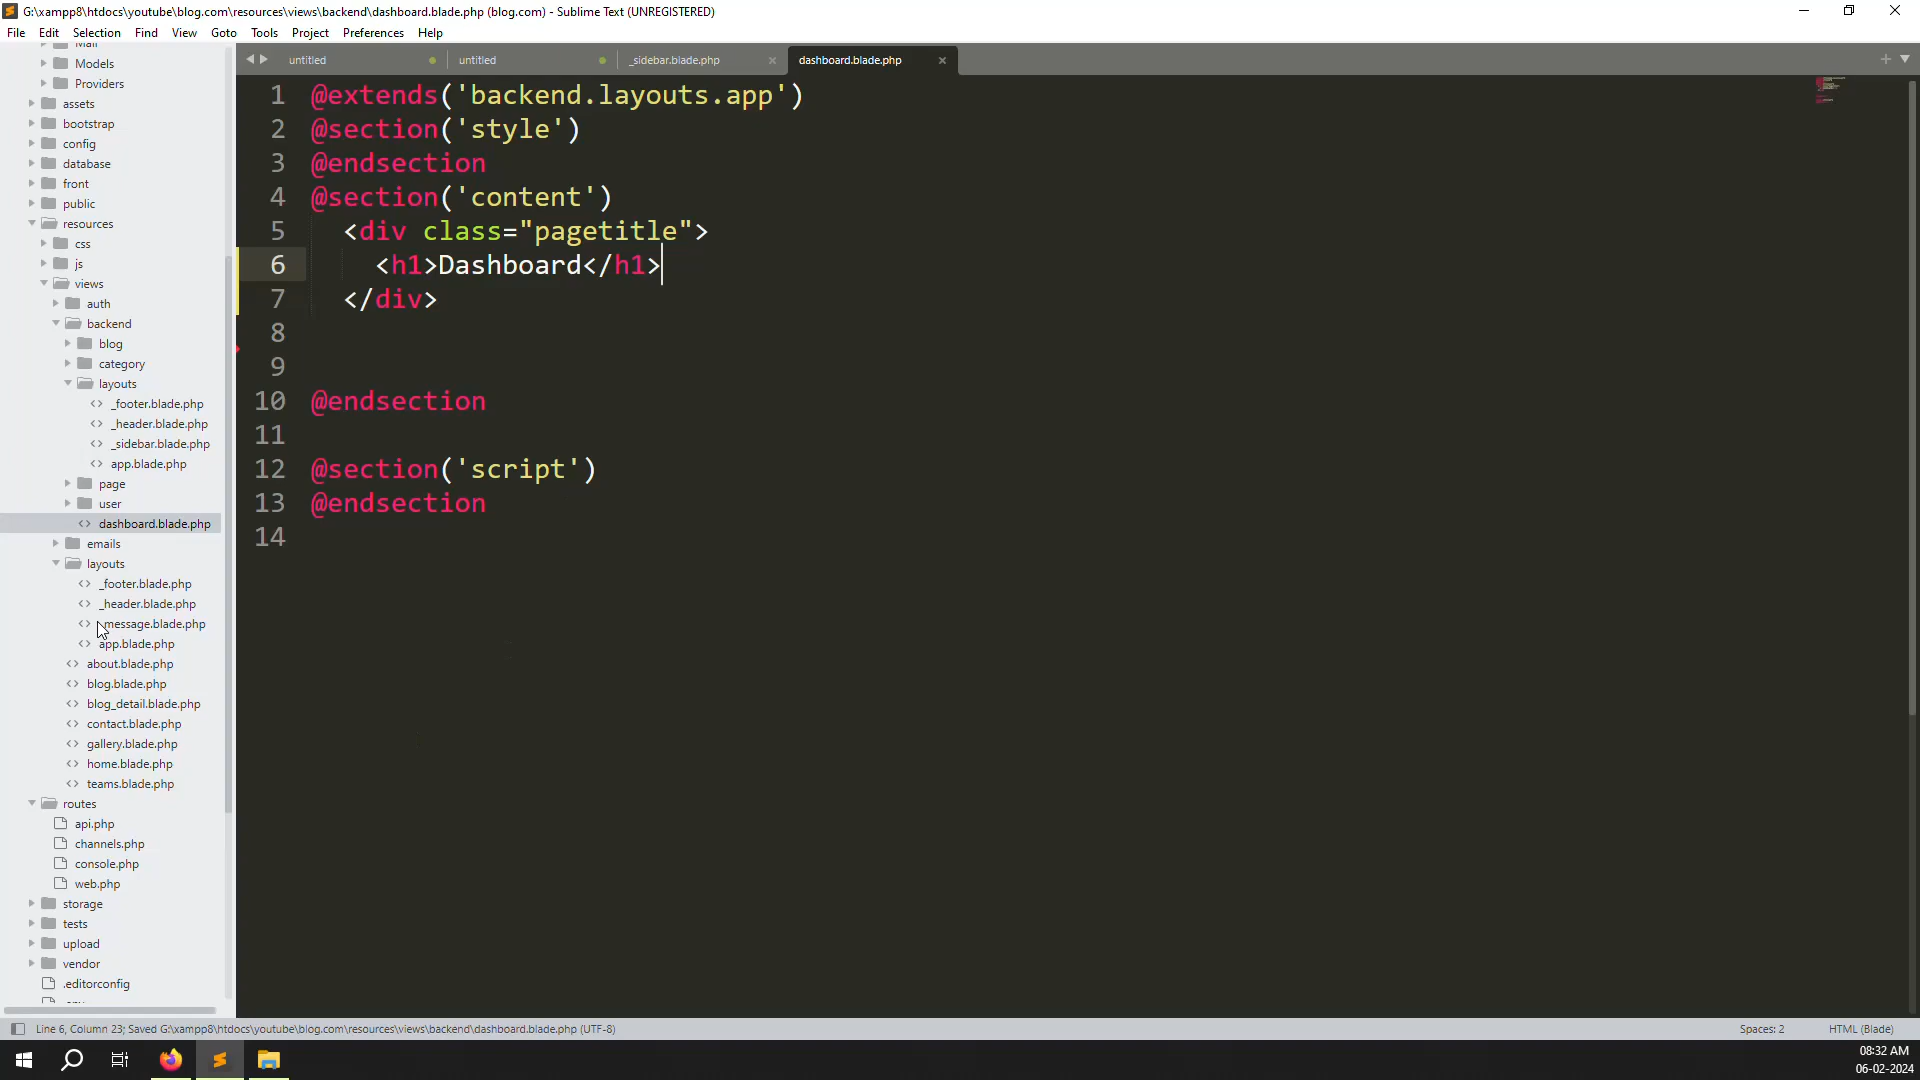 G:\xampp8\htdocs\youtube\blog.com\resources\views\backend\dashboard.blade.php (blog.com) - Sublime Text (UNREGISTERED)
File Edit Selection Find View Goto Tools Project Preferences Help
untitled untitled _sidebar.blade.php dashboard.blade.php
Models
Providers
assets
bootstrap
config
database
front
public
resources
css
js
views
auth
backend
blog
category
layouts
_footer.blade.php
_header.blade.php
_sidebar.blade.php
app.blade.php
page
user
dashboard.blade.php
emails
layouts
_footer.blade.php
_header.blade.php
_message.blade.php
app.blade.php
about.blade.php
blog.blade.php
blog_detail.blade.php
contact.blade.php
gallery.blade.php
home.blade.php
teams.blade.php
routes
api.php
channels.php
console.php
web.php
storage
tests
upload
vendor
.editorconfig
1 @extends('backend.layouts.app')
2 @section('style')
3 @endsection
4 @section('content')
5 <div class="pagetitle">
6 <h1>Dashboard</h1>
7 </div>
8
9
10 @endsection
11
12 @section('script')
13 @endsection
14
Line 6, Column 23; Saved G:\xampp8\htdocs\youtube\blog.com\resources\views\backend\dashboard.blade.php (UTF-8) Spaces: 2 HTML (Blade)
08:32 AM
06-02-2024